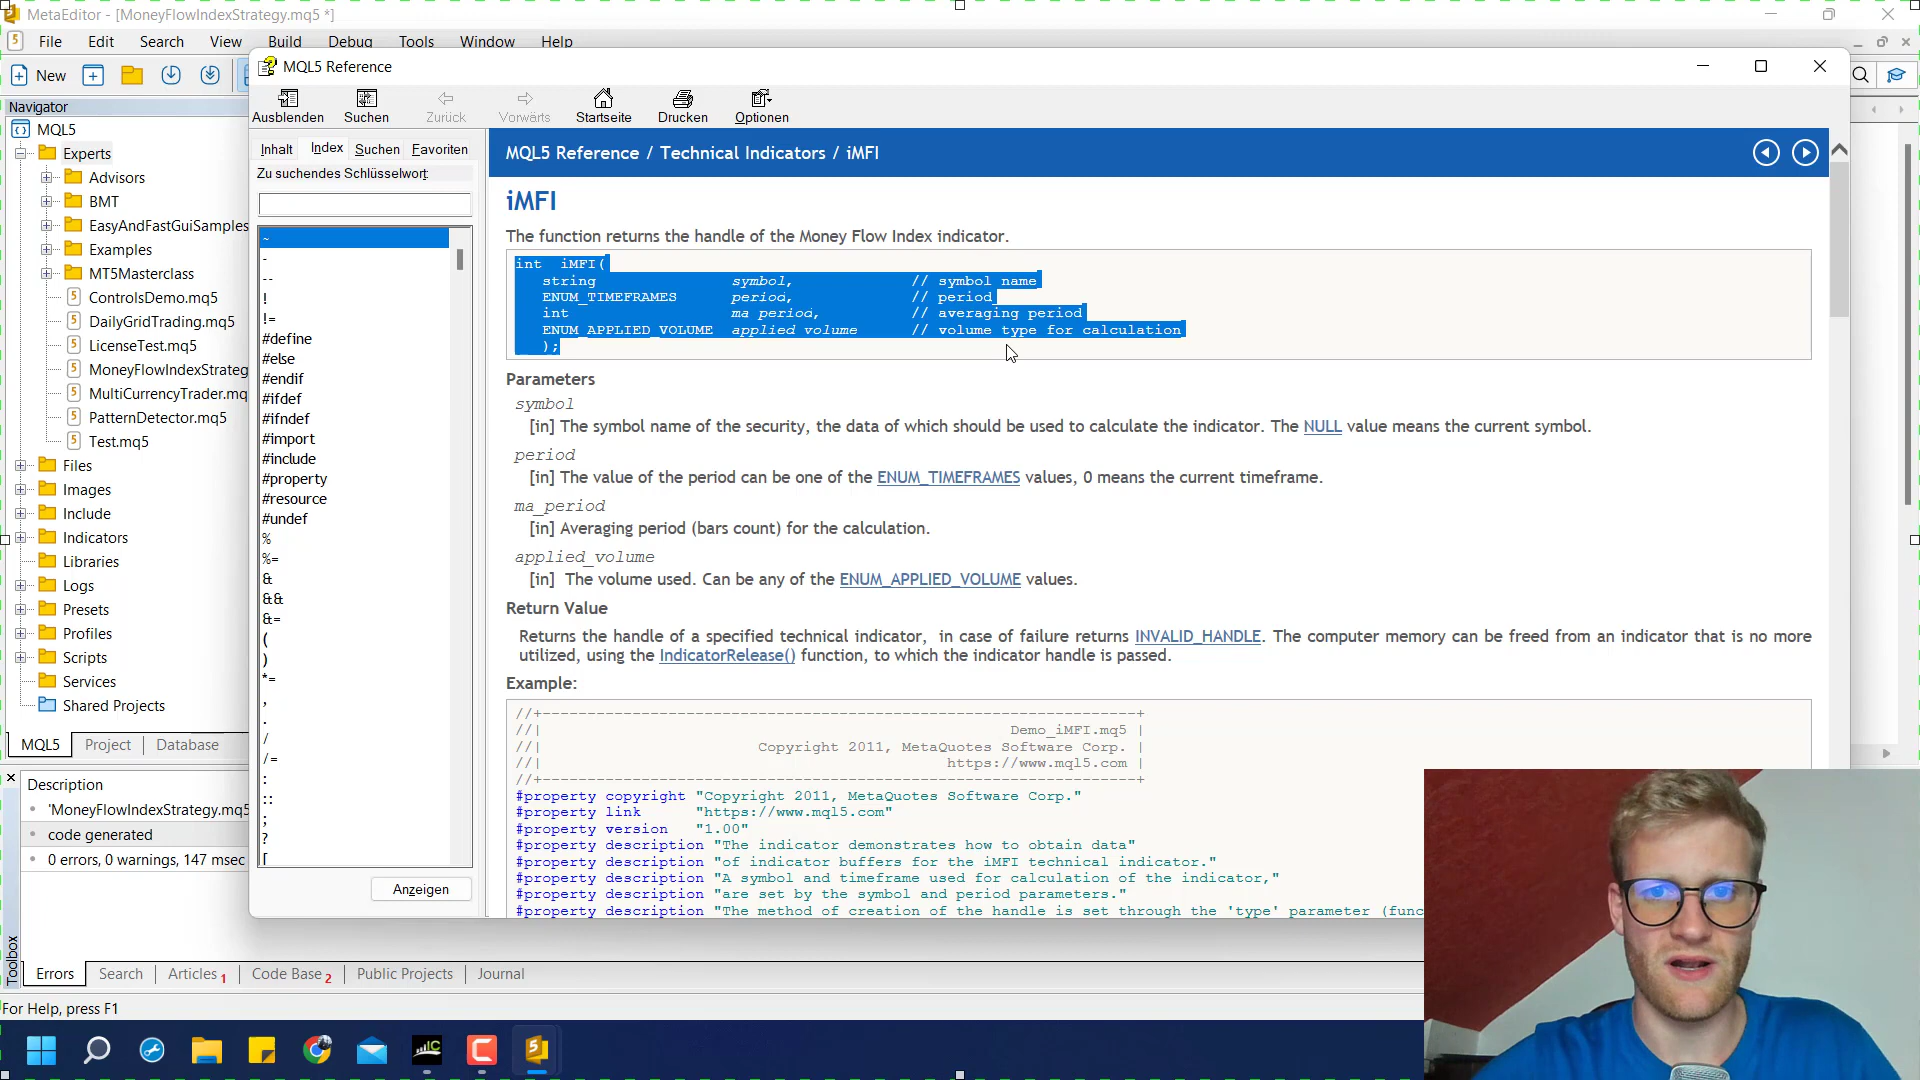 MetaEditor - [MoneyFlowIndexStrategy.mq5 *]
File Edit Search View Build Debug Tools Window Help
New
Navigator
MQL5
Experts
Advisors
BMT
EasyAndFastGuiSamples
Examples
MT5Masterclass
ControlsDemo.mq5
DailyGridTrading.mq5
LicenseTest.mq5
MoneyFlowIndexStrateg
MultiCurrencyTrader.mq
PatternDetector.mq5
Test.mq5
Files
Images
Include
Indicators
Libraries
Logs
Presets
Profiles
Scripts
Services
Shared Projects
MQL5 Project Database
MQL5 Reference
Ausblenden Suchen Zurück Vorwärts Startseite Drucken Optionen
Inhalt Index Suchen Favoriten
Zu suchendes Schlüsselwort:
~
-
--
!
!=
#define
#else
#endif
#ifdef
#ifndef
#import
#include
#property
#resource
#undef
%
%=
&
&&
&=
(
)
*=
,
.
/
/=
:
::
;
?
[
Anzeigen
MQL5 Reference / Technical Indicators / iMFI
iMFI
The function returns the handle of the Money Flow Index indicator.
int iMFI(
string symbol, // symbol name
ENUM_TIMEFRAMES period, // period
int ma_period, // averaging period
ENUM_APPLIED_VOLUME applied_volume // volume type for calculation
);
Parameters
symbol
[in] The symbol name of the security, the data of which should be used to calculate the indicator. The NULL value means the current symbol.
period
[in] The value of the period can be one of the ENUM_TIMEFRAMES values, 0 means the current timeframe.
ma_period
[in] Averaging period (bars count) for the calculation.
applied_volume
[in] The volume used. Can be any of the ENUM_APPLIED_VOLUME values.
Return Value
Returns the handle of a specified technical indicator, in case of failure returns INVALID_HANDLE. The computer memory can be freed from an indicator that is no more
utilized, using the IndicatorRelease() function, to which the indicator handle is passed.
Example:
//+------------------------------------------------------------------+
//| Demo_iMFI.mq5 |
//| Copyright 2011, MetaQuotes Software Corp. |
//| https://www.mql5.com |
//+------------------------------------------------------------------+
#property copyright "Copyright 2011, MetaQuotes Software Corp."
#property link "https://www.mql5.com"
#property version "1.00"
#property description "The indicator demonstrates how to obtain data"
#property description "of indicator buffers for the iMFI technical indicator."
#property description "A symbol and timeframe used for calculation of the indicator,"
#property description "are set by the symbol and period parameters."
#property description "The method of creation of the handle is set through the 'type' parameter (func
Toolbox
Description
'MoneyFlowIndexStrategy.mq5
code generated
0 errors, 0 warnings, 147 msec
Errors Search Articles 1 Code Base 2 Public Projects Journal
For Help, press F1
IC